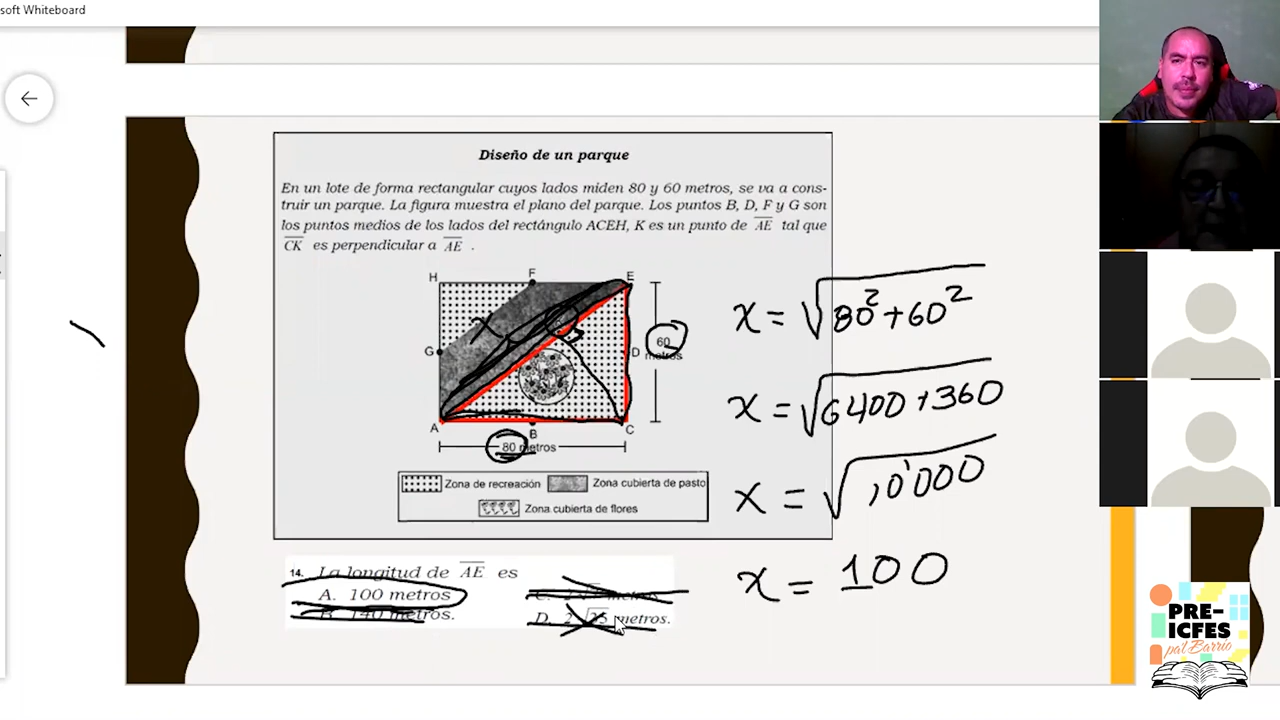 soft Whiteboard
Diseño de un parque
En un lote de forma rectangular cuyos lados miden 80 y 60 metros, se va a cons-
truir un parque. La figura muestra el plano del parque. Los puntos B, D, F y G son
los puntos medios de los lados del rectángulo ACEH, K es un punto de AE tal que
CK es perpendicular a AE .
H F E
x
G
60
D
metros
A B C
80 metros
Zona de recreación Zona cubierta de pasto
Zona cubierta de flores
x = √80²+60²
x = √6400+360
x = √10'000
x = 100
14. La longitud de AE es
A. 100 metros
B. 140 metros.
C. metros
D. 2 metros.
PRE-
ICFES
pa'l Barrio